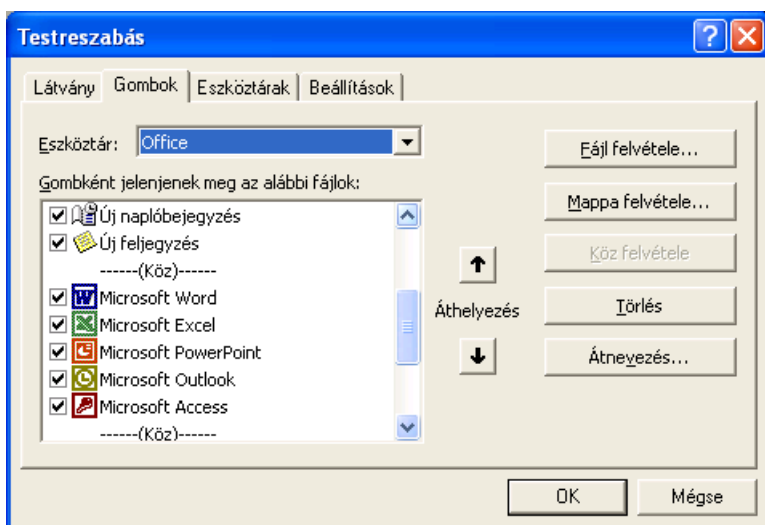 Testreszabás
Látvány Gombok Eszköztárak Beállítások
Eszköztár: Office
Gombként jelenjenek meg az alábbi fájlok:
Új naplóbejegyzés
Új feljegyzés
------(Köz)------
Microsoft Word
Microsoft Excel
Microsoft PowerPoint
Microsoft Outlook
Microsoft Access
------(Köz)------
Áthelyezés
Fájl felvétele...
Mappa felvétele...
Köz felvétele
Törlés
Átnevezés...
OK Mégse